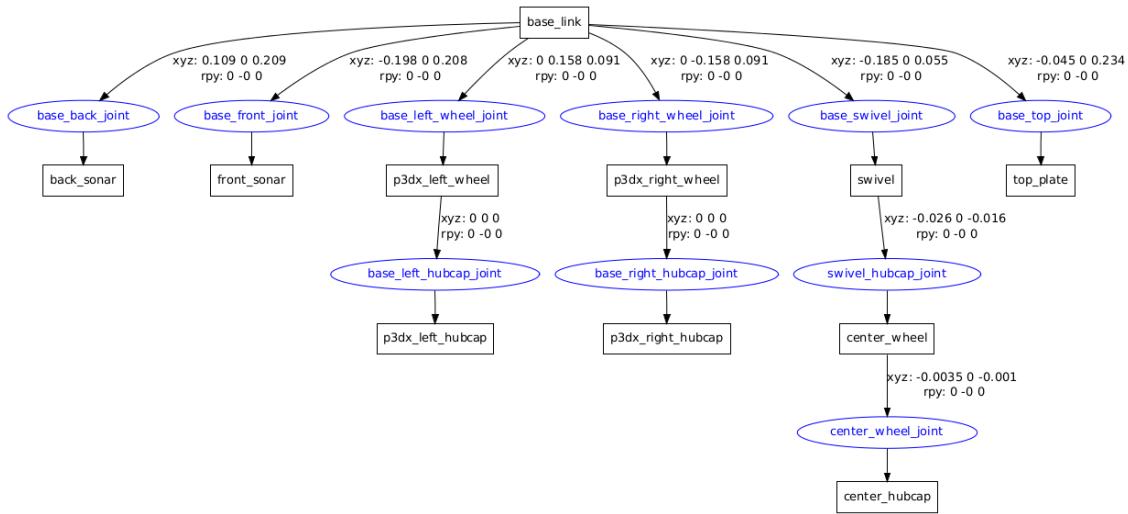 base_link
xyz: 0.109 0 0.209
rpy: 0 -0 0
xyz: -0.198 0 0.208
rpy: 0 -0 0
xyz: 0 0.158 0.091
rpy: 0 -0 0
xyz: 0 -0.158 0.091
rpy: 0 -0 0
xyz: -0.185 0 0.055
rpy: 0 -0 0
xyz: -0.045 0 0.234
rpy: 0 -0 0
base_back_joint
base_front_joint
base_left_wheel_joint
base_right_wheel_joint
base_swivel_joint
base_top_joint
back_sonar
front_sonar
p3dx_left_wheel
p3dx_right_wheel
swivel
top_plate
xyz: 0 0 0
rpy: 0 -0 0
xyz: 0 0 0
rpy: 0 -0 0
xyz: -0.026 0 -0.016
rpy: 0 -0 0
base_left_hubcap_joint
base_right_hubcap_joint
swivel_hubcap_joint
p3dx_left_hubcap
p3dx_right_hubcap
center_wheel
xyz: -0.0035 0 -0.001
rpy: 0 -0 0
center_wheel_joint
center_hubcap